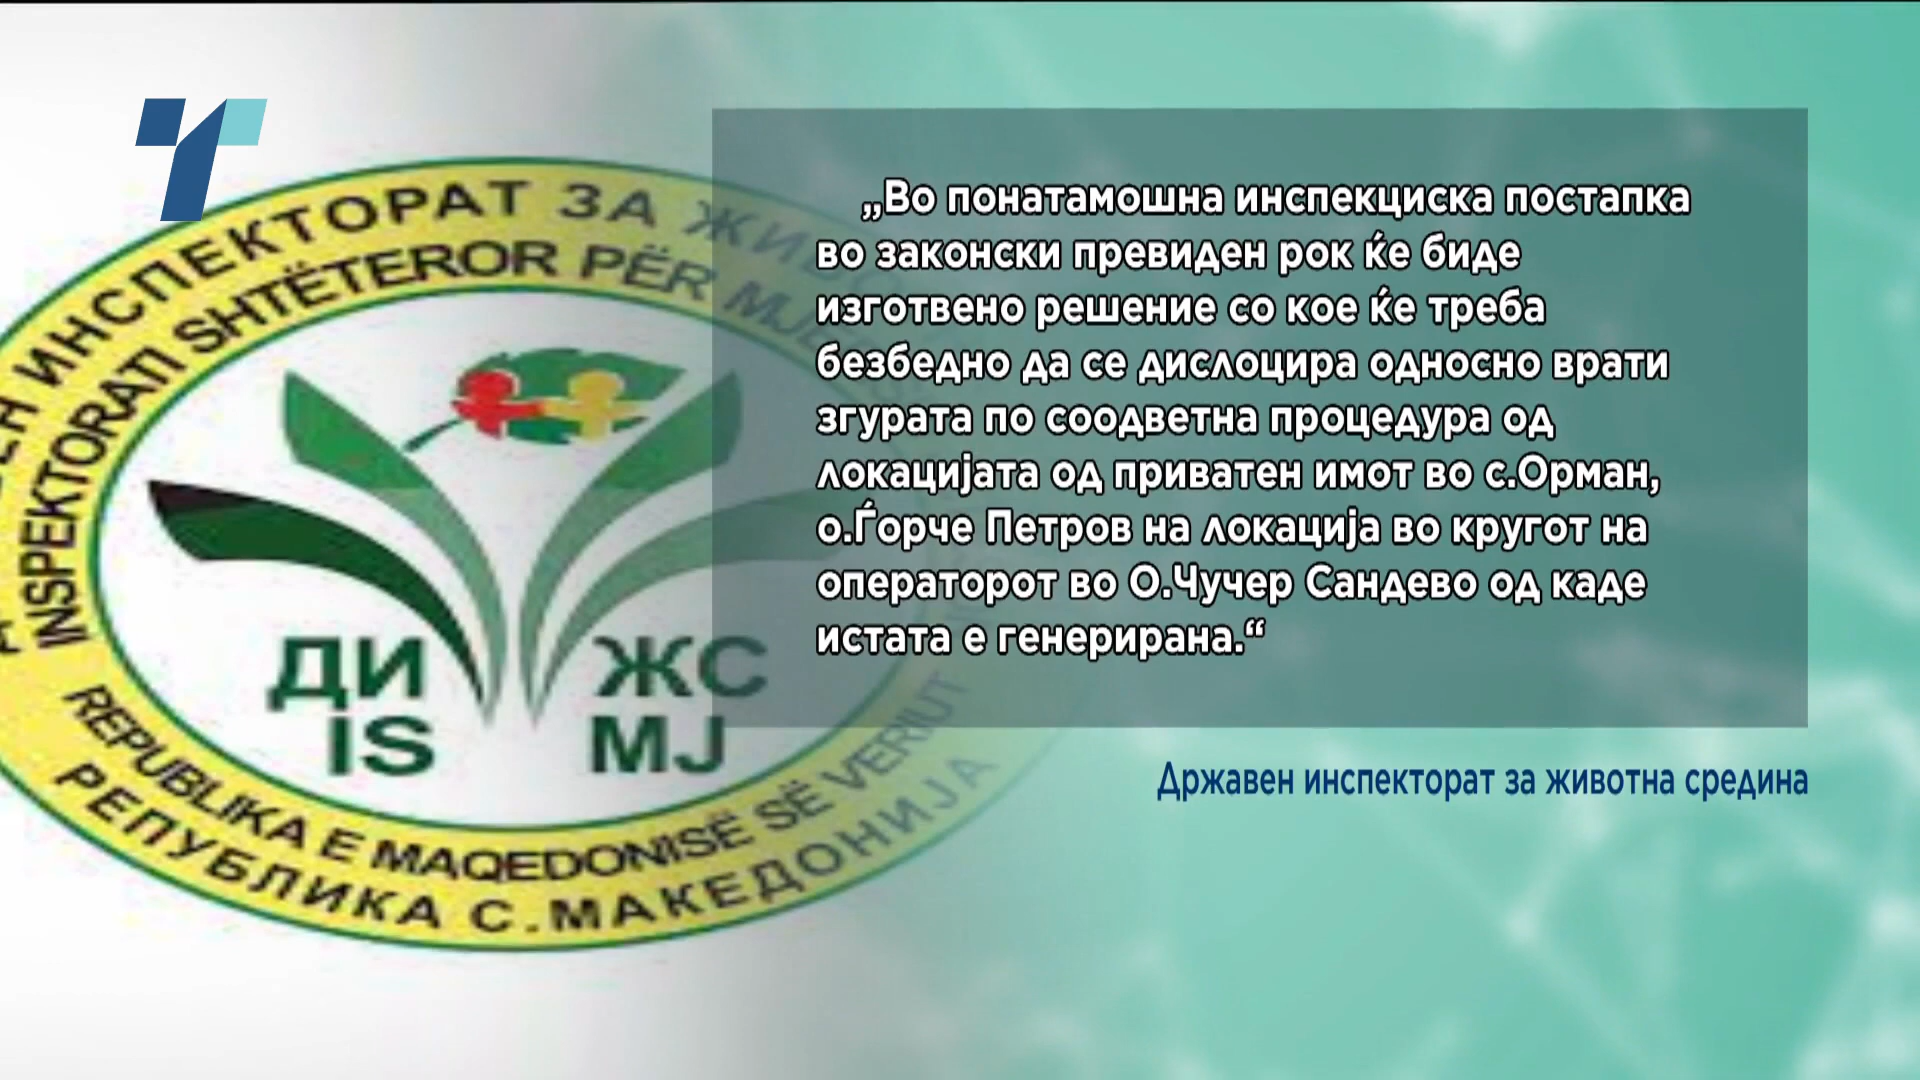 „Во понатамошна инспекциска постапка
во законски превиден рок ќе биде
изготвено решение со кое ќе треба
безбедно да се дислоцира односно врати
згурата по соодветна процедура од
локацијата од приватен имот во с.Орман,
о.Ѓорче Петров на локација во кругот на
операторот во О.Чучер Сандево од каде
истата е генерирана.“
Државен инспекторат за животна средина
ИНСПЕКТОРАТ ЗА
INSPEKTORATI SHTËTEROR PËR
ДИ ЖС
IS MJ
REPUBLIKA E MAQEDONISË SË VERIUT
РЕПУБЛИКА С.МАКЕДОНИЈА